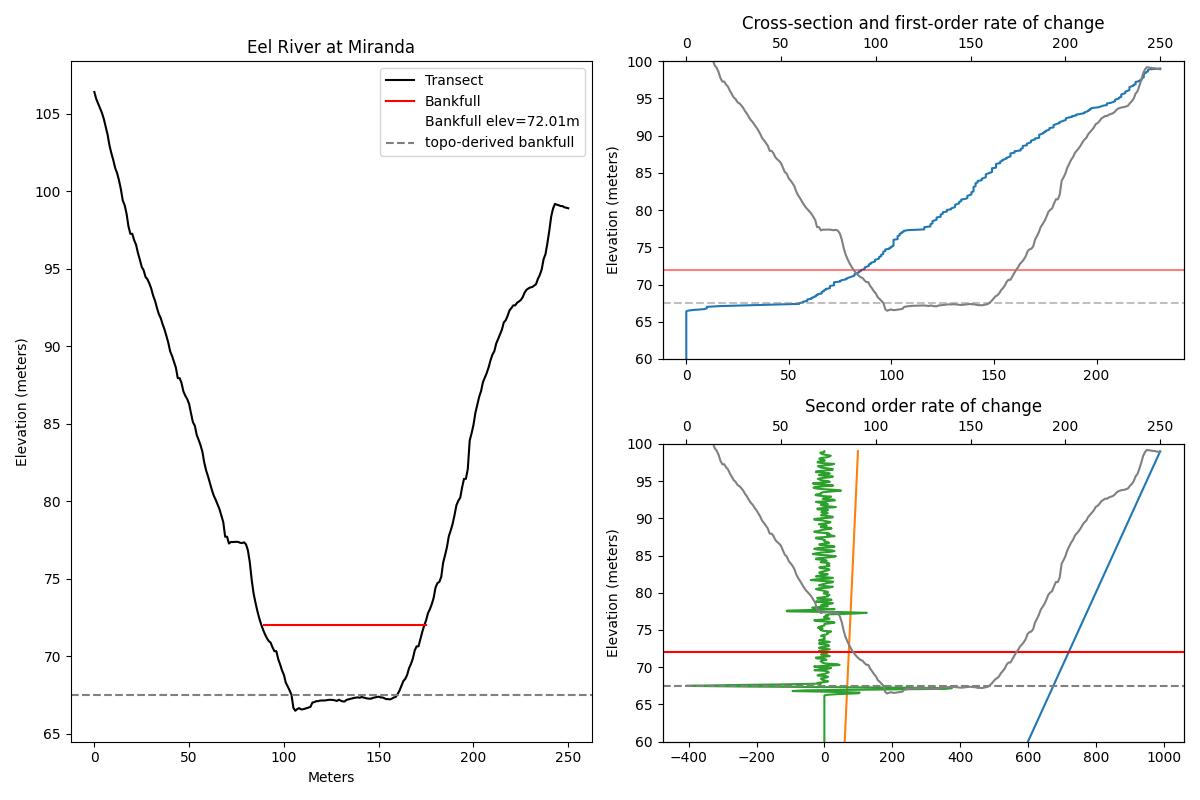 Eel River at Miranda
Transect
Bankfull
Bankfull elev=72.01m
topo-derived bankfull
105
100
95
90
85
80
75
70
65
Elevation (meters)
0 50 100 150 200 250
Meters
Cross-section and first-order rate of change
0 50 100 150 200 250
100
95
90
85
80
75
70
65
60
Elevation (meters)
0 50 100 150 200
Second order rate of change
0 50 100 150 200 250
100
95
90
85
80
75
70
65
60
Elevation (meters)
−400 −200 0 200 400 600 800 1000